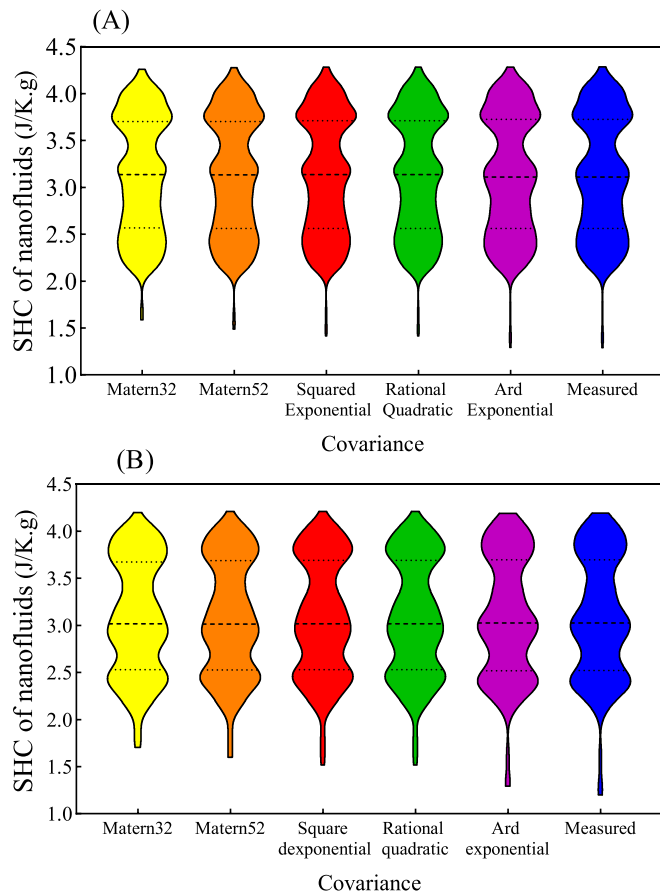 (A)
SHC of nanofluids (J/K.g)
4.5
4.0
3.5
3.0
2.5
2.0
1.5
1.0
Matern32 Matern52 Squared Rational Ard Measured
Exponential Quadratic Exponential
Covariance
(B)
SHC of nanofluids (J/K.g)
4.5
4.0
3.5
3.0
2.5
2.0
1.5
1.0
Matern32 Matern52 Square Rational Ard Measured
dexponential quadratic exponential
Covariance